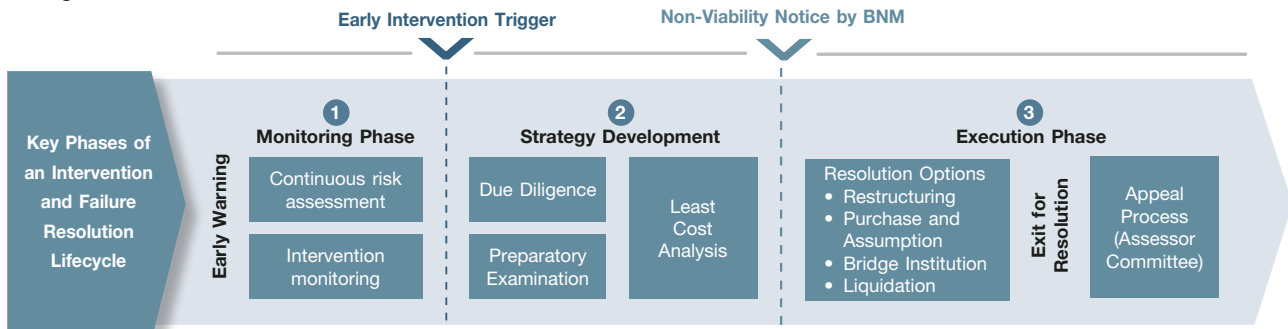 Early Intervention Trigger
Non-Viability Notice by BNM
Key Phases of
an Intervention
and Failure
Resolution
Lifecycle
Early Warning
1
Monitoring Phase
Continuous risk
assessment
Intervention
monitoring
2
Strategy Development
Due Diligence
Preparatory
Examination
Least
Cost
Analysis
3
Execution Phase
Resolution Options
• Restructuring
• Purchase and
Assumption
• Bridge Institution
• Liquidation
Exit for
Resolution
Appeal
Process
(Assessor
Committee)